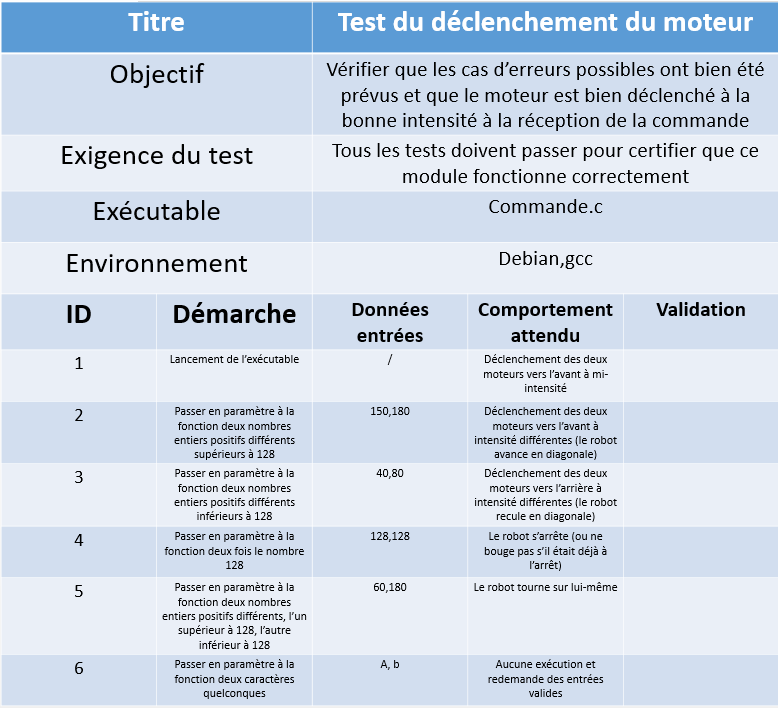 Titre
Test du déclenchement du moteur
Objectif
Vérifier que les cas d’erreurs possibles ont bien été
prévus et que le moteur est bien déclenché à la
bonne intensité à la réception de la commande
Exigence du test
Tous les tests doivent passer pour certifier que ce
module fonctionne correctement
Exécutable
Commande.c
Environnement
Debian,gcc
ID
Démarche
Données
entrées
Comportement
attendu
Validation
1
Lancement de l’exécutable
/
Déclenchement des deux
moteurs vers l’avant à mi-
intensité
2
Passer en paramètre à la
fonction deux nombres
entiers positifs différents
supérieurs à 128
150,180
Déclenchement des deux
moteurs vers l’avant à
intensité différentes (le robot
avance en diagonale)
3
Passer en paramètre à la
fonction deux nombres
entiers positifs différents
inférieurs à 128
40,80
Déclenchement des deux
moteurs vers l’arrière à
intensité différentes (le robot
recule en diagonale)
4
Passer en paramètre à la
fonction deux fois le nombre
128
128,128
Le robot s’arrête (ou ne
bouge pas s’il était déjà à
l’arrêt)
5
Passer en paramètre à la
fonction deux nombres
entiers positifs différents, l’un
supérieur à 128, l’autre
inférieur à 128
60,180
Le robot tourne sur lui-même
6
Passer en paramètre à la
fonction deux caractères
quelconques
A, b
Aucune exécution et
redemande des entrées
valides